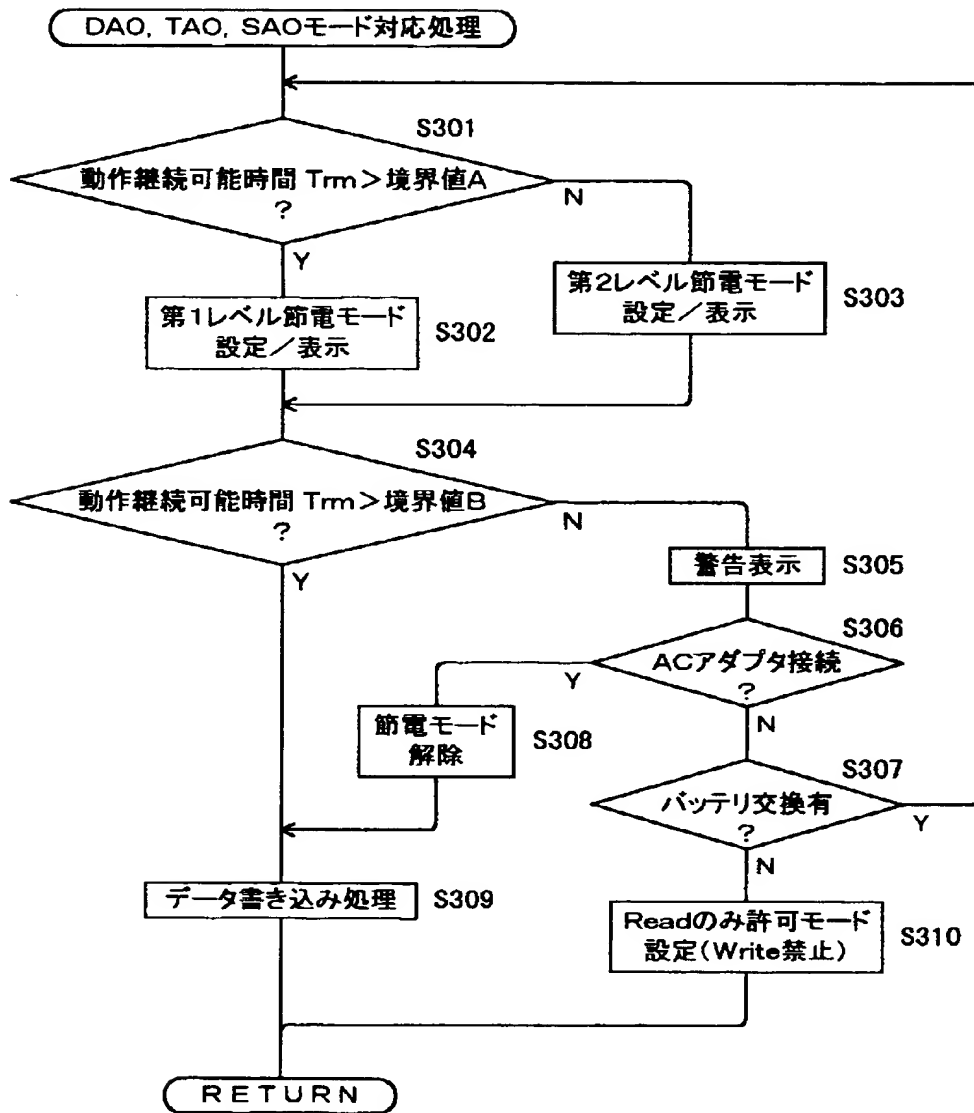 DAO, TAO, SAOモード対応処理
S301
動作継続可能時間 Trm＞境界値A
?
N
Y
第1レベル節電モード
設定／表示
S302
第2レベル節電モード
設定／表示
S303
S304
動作継続可能時間 Trm＞境界値B
?
N
Y
警告表示
S305
S306
ACアダプタ接続
?
Y
N
節電モード
解除
S308
S307
バッテリ交換有
?
Y
N
データ書き込み処理
S309
Readのみ許可モード
設定(Write禁止)
S310
RETURN